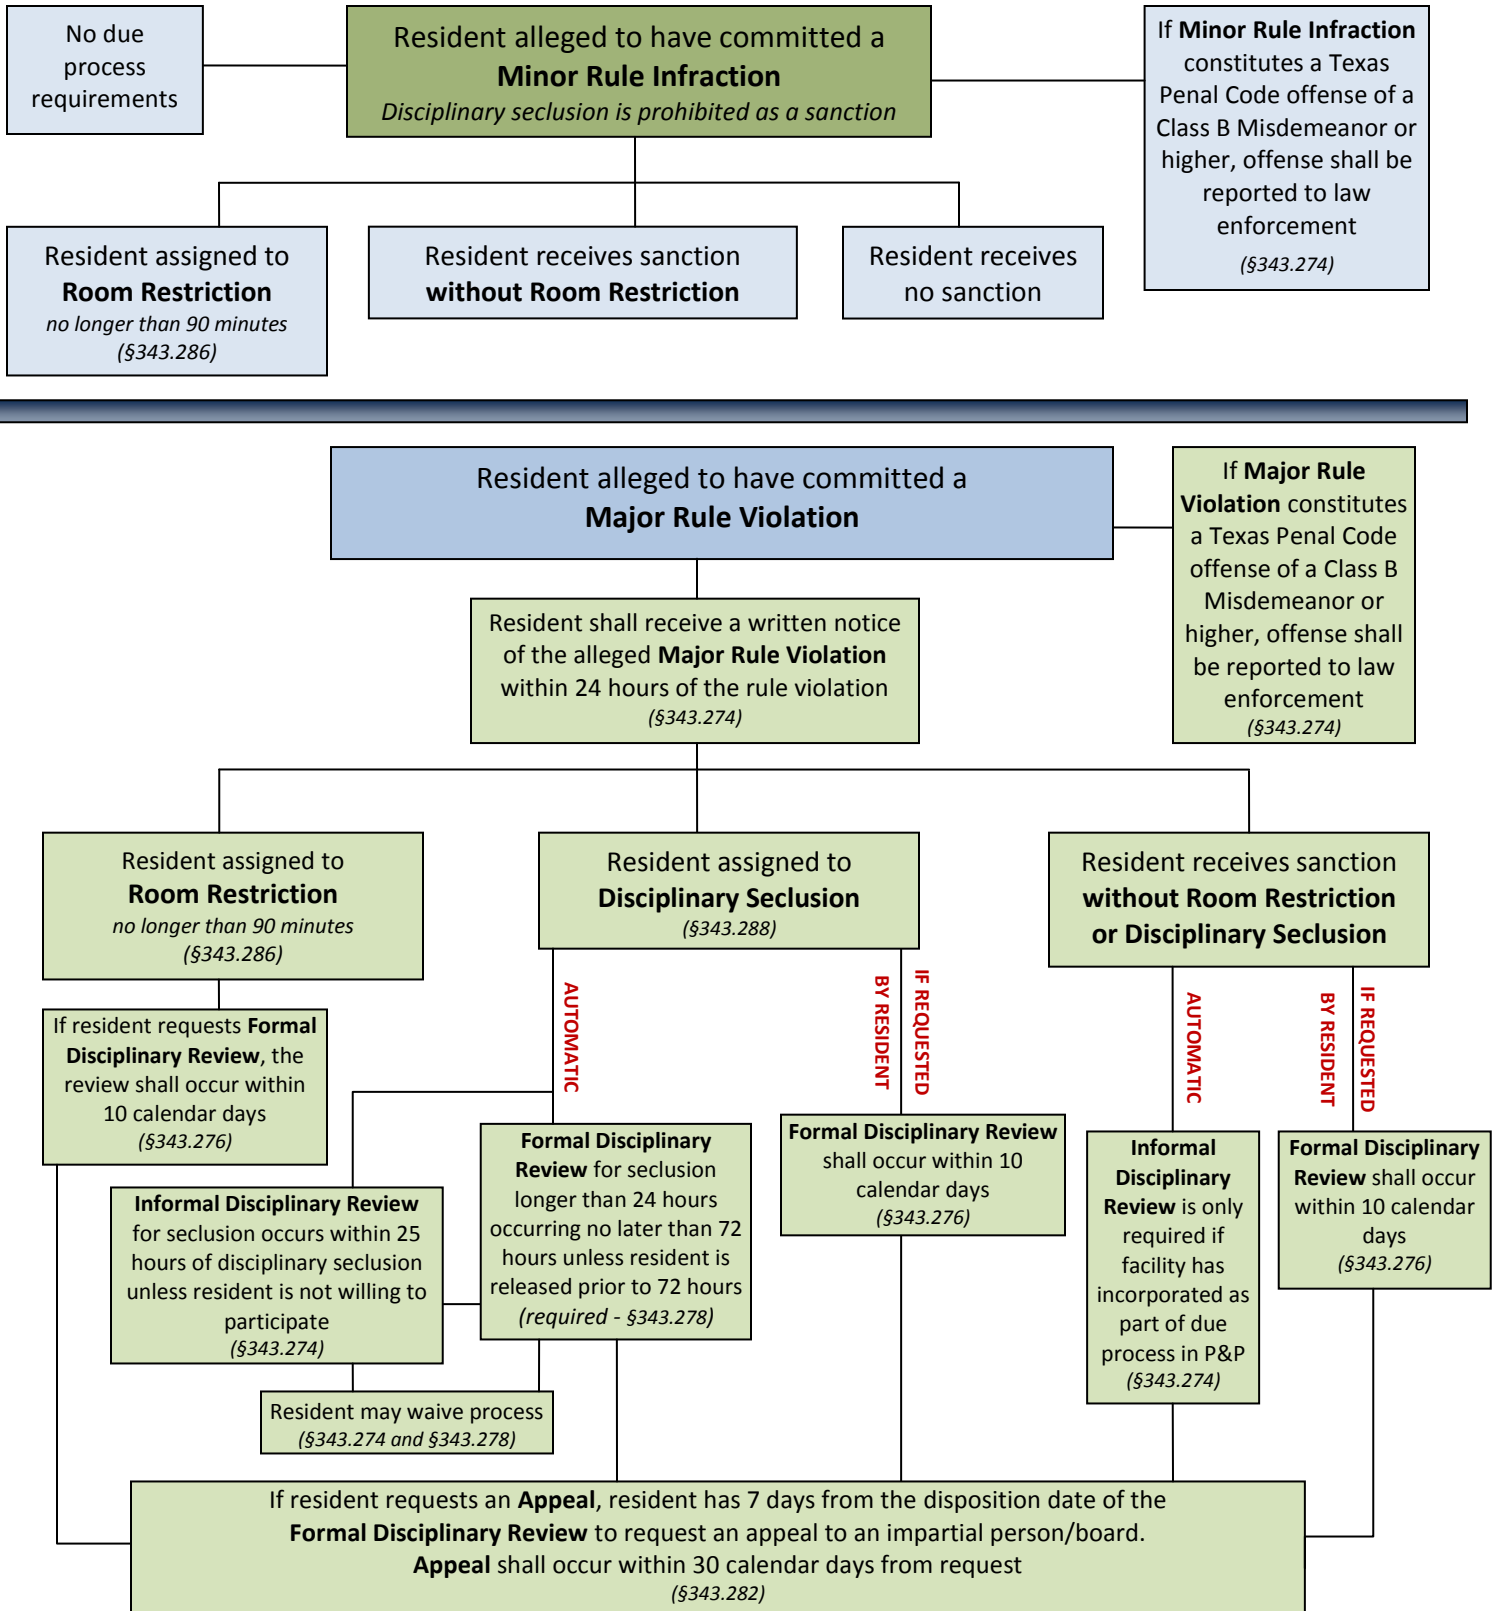 No due
process
requirements
Resident alleged to have committed a
Minor Rule Infraction
Disciplinary seclusion is prohibited as a sanction
If Minor Rule Infraction
constitutes a Texas
Penal Code offense of a
Class B Misdemeanor or
higher, offense shall be
reported to law
enforcement
(§343.274)
Resident assigned to
Room Restriction
no longer than 90 minutes
(§343.286)
Resident receives sanction
without Room Restriction
Resident receives
no sanction
Resident alleged to have committed a
Major Rule Violation
If Major Rule
Violation constitutes
a Texas Penal Code
offense of a Class B
Misdemeanor or
higher, offense shall
be reported to law
enforcement
(§343.274)
Resident shall receive a written notice
of the alleged Major Rule Violation
within 24 hours of the rule violation
(§343.274)
Resident assigned to
Room Restriction
no longer than 90 minutes
(§343.286)
Resident assigned to
Disciplinary Seclusion
(§343.288)
Resident receives sanction
without Room Restriction
or Disciplinary Seclusion
If resident requests Formal
Disciplinary Review, the
review shall occur within
10 calendar days
(§343.276)
AUTOMATIC
IF REQUESTED
BY RESIDENT
AUTOMATIC
IF REQUESTED
BY RESIDENT
Informal Disciplinary Review
for seclusion occurs within 25
hours of disciplinary seclusion
unless resident is not willing to
participate
(§343.274)
Formal Disciplinary
Review for seclusion
longer than 24 hours
occurring no later than 72
hours unless resident is
released prior to 72 hours
(required - §343.278)
Formal Disciplinary Review
shall occur within 10
calendar days
(§343.276)
Informal
Disciplinary
Review is only
required if
facility has
incorporated as
part of due
process in P&P
(§343.274)
Formal Disciplinary
Review shall occur
within 10 calendar
days
(§343.276)
Resident may waive process
(§343.274 and §343.278)
If resident requests an Appeal, resident has 7 days from the disposition date of the
Formal Disciplinary Review to request an appeal to an impartial person/board.
Appeal shall occur within 30 calendar days from request
(§343.282)